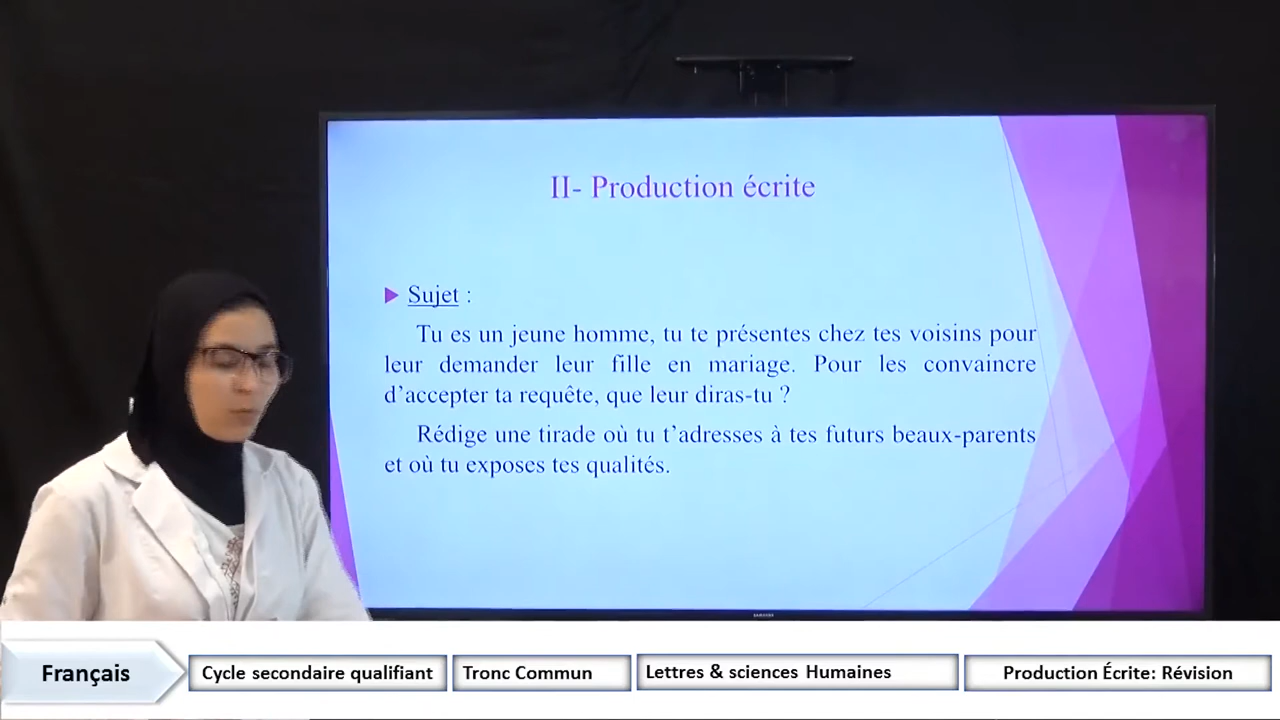 II- Production écrite
Sujet :
Tu es un jeune homme, tu te présentes chez tes voisins pour
leur demander leur fille en mariage. Pour les convaincre
d'accepter ta requête, que leur diras-tu ?
Rédige une tirade où tu t'adresses à tes futurs beaux-parents
et où tu exposes tes qualités.
SAMSUNG
Français
Cycle secondaire qualifiant
Tronc Commun
Lettres & sciences Humaines
Production Écrite: Révision